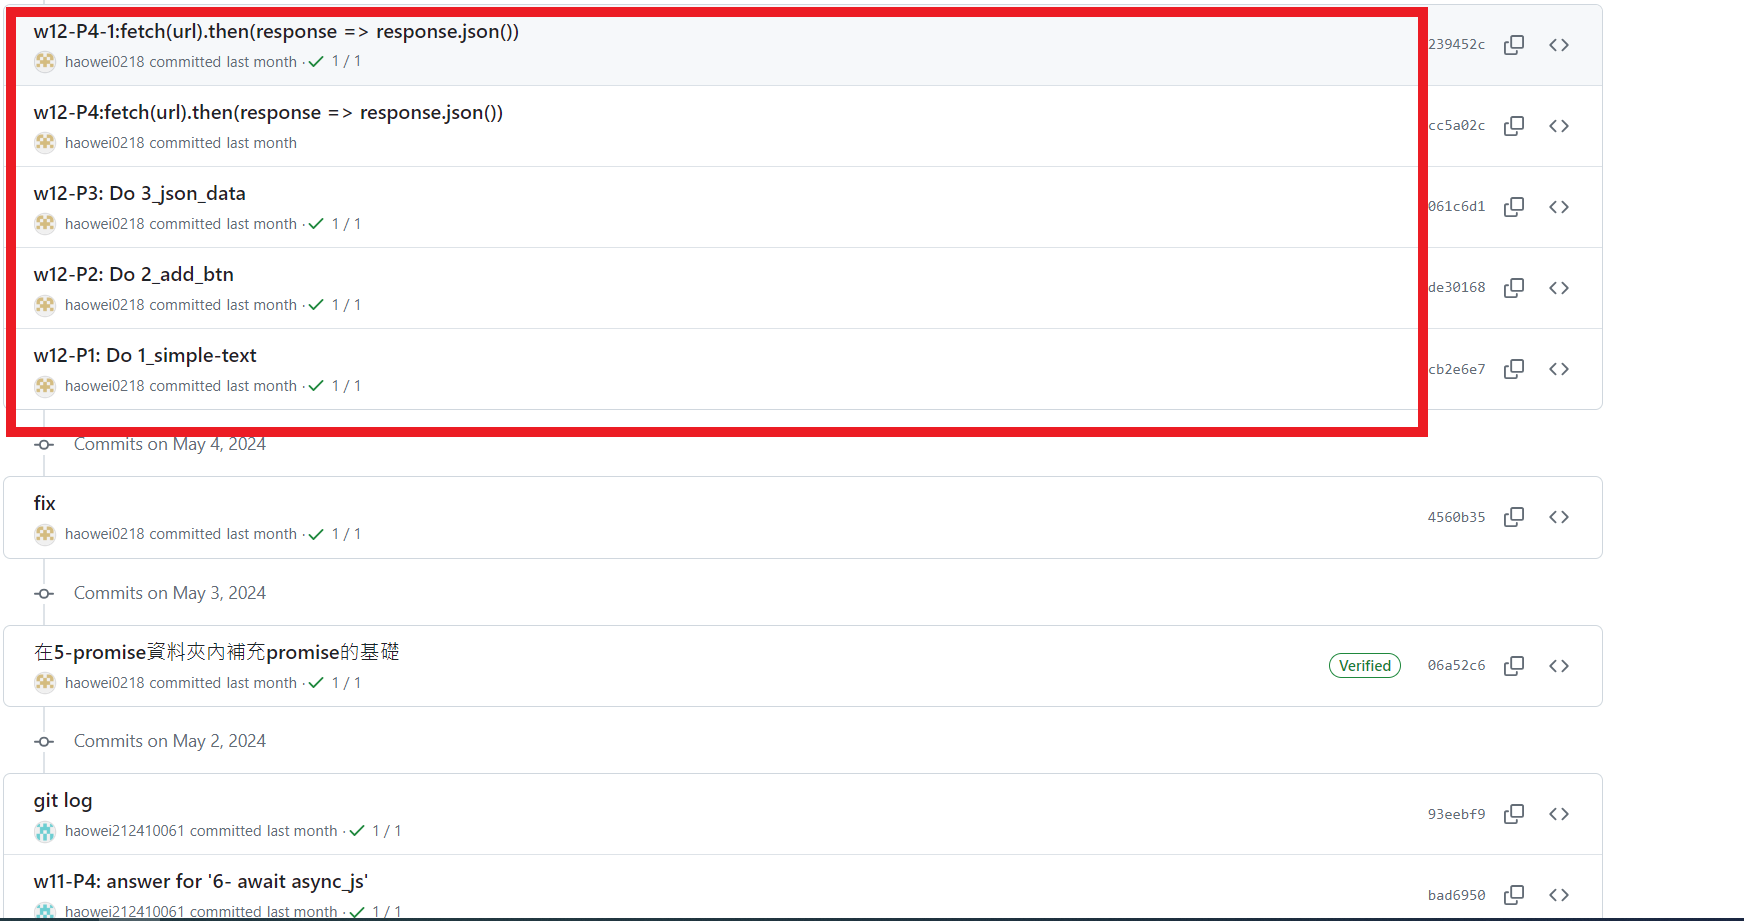 w12-P4-1:fetch(url).then(response => response.json())
239452c
haowei0218 committed last month · 1 / 1
w12-P4:fetch(url).then(response => response.json())
cc5a02c
haowei0218 committed last month
w12-P3: Do 3_json_data
061c6d1
haowei0218 committed last month · 1 / 1
w12-P2: Do 2_add_btn
de30168
haowei0218 committed last month · 1 / 1
w12-P1: Do 1_simple-text
cb2e6e7
haowei0218 committed last month · 1 / 1
Commits on May 4, 2024
fix
4560b35
haowei0218 committed last month · 1 / 1
Commits on May 3, 2024
在5-promise資料夾內補充promise的基礎
Verified 06a52c6
haowei0218 committed last month · 1 / 1
Commits on May 2, 2024
git log
93eebf9
haowei212410061 committed last month · 1 / 1
w11-P4: answer for '6- await async_js'
bad6950
haowei212410061 committed last month · 1 / 1